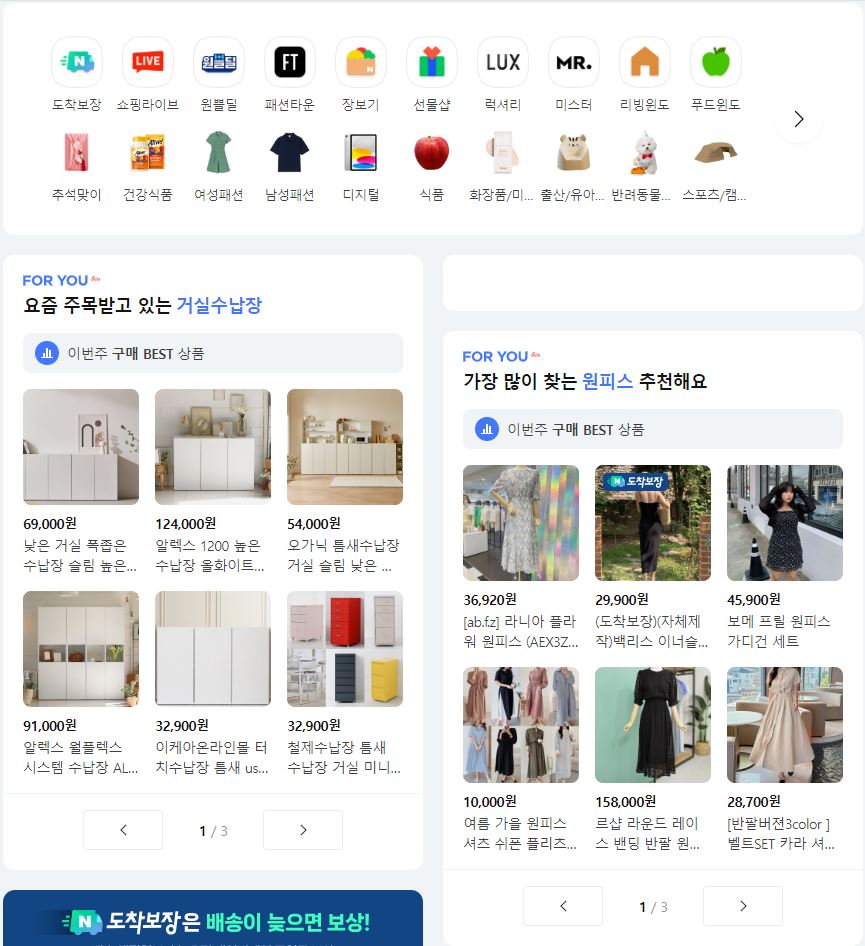 LIVE
원쁠딜
FT
N
LUX
MR.
도착보장
쇼핑라이브
원쁠딜
패션타운
장보기
선물샵
럭셔리
미스터
리빙윈도
푸드윈도
추석맞이
건강식품
여성패션
남성패션
디지털
식품
화장품/미...
출산/유아...
반려동물...
스포츠/캠...
FOR YOU Beta
요즘 주목받고 있는 거실수납장
이번주 구매 BEST 상품
69,000원
낮은 거실 폭좁은
수납장 슬림 높은...
124,000원
알렉스 1200 높은
수납장 올화이트...
54,000원
오가닉 틈새수납장
거실 슬림 낮은 ...
91,000원
알렉스 월플렉스
시스템 수납장 AL...
32,900원
이케아온라인몰 터
치수납장 틈새 us...
32,900원
철제수납장 틈새
수납장 거실 미니...
1 / 3
N 도착보장은 배송이 늦으면 보상!
FOR YOU Beta
가장 많이 찾는 원피스 추천해요
이번주 구매 BEST 상품
N 도착보장
36,920원
[ab.f.z] 라니아 플라
워 원피스 (AEX3Z...
29,900원
(도착보장)(자체제
작)백리스 이너슬...
45,900원
보메 프릴 원피스
가디건 세트
10,000원
여름 가을 원피스
셔츠 쉬폰 플리츠...
158,000원
르샵 라운드 레이
스 밴딩 반팔 원...
28,700원
[반팔버젼3color ]
벨트SET 카라 셔...
1 / 3